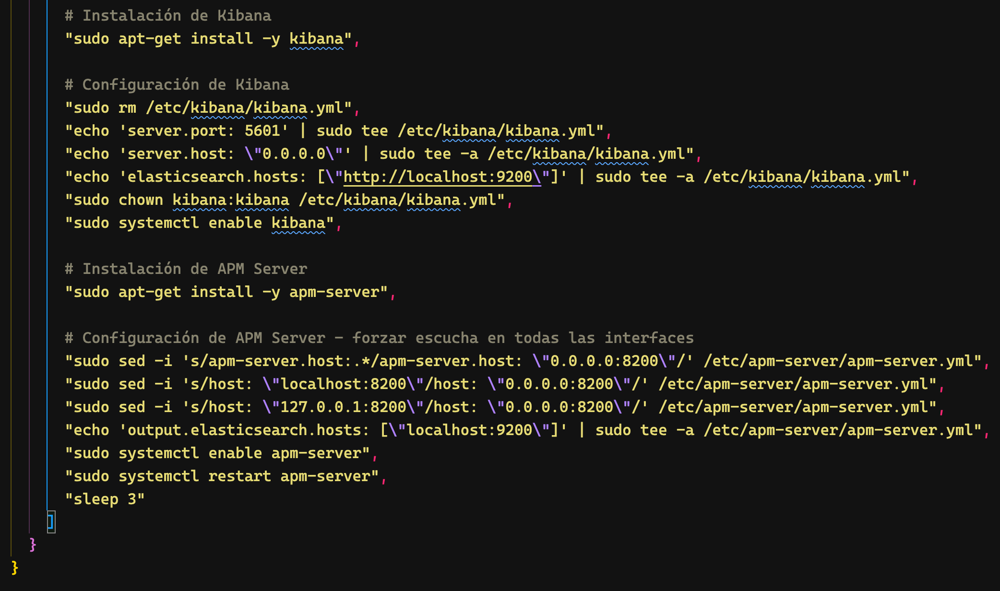 # Instalación de Kibana
"sudo apt-get install -y kibana",
# Configuración de Kibana
"sudo rm /etc/kibana/kibana.yml",
"echo 'server.port: 5601' | sudo tee /etc/kibana/kibana.yml",
"echo 'server.host: \"0.0.0.0\"' | sudo tee -a /etc/kibana/kibana.yml",
"echo 'elasticsearch.hosts: [\"http://localhost:9200\"]' | sudo tee -a /etc/kibana/kibana.yml",
"sudo chown kibana:kibana /etc/kibana/kibana.yml",
"sudo systemctl enable kibana",
# Instalación de APM Server
"sudo apt-get install -y apm-server",
# Configuración de APM Server - forzar escucha en todas las interfaces
"sudo sed -i 's/apm-server.host:.*/apm-server.host: \"0.0.0.0:8200\"/' /etc/apm-server/apm-server.yml",
"sudo sed -i 's/host: \"localhost:8200\"/host: \"0.0.0.0:8200\"/' /etc/apm-server/apm-server.yml",
"sudo sed -i 's/host: \"127.0.0.1:8200\"/host: \"0.0.0.0:8200\"/' /etc/apm-server/apm-server.yml",
"echo 'output.elasticsearch.hosts: [\"localhost:9200\"]' | sudo tee -a /etc/apm-server/apm-server.yml",
"sudo systemctl enable apm-server",
"sudo systemctl restart apm-server",
"sleep 3"
]
}
}